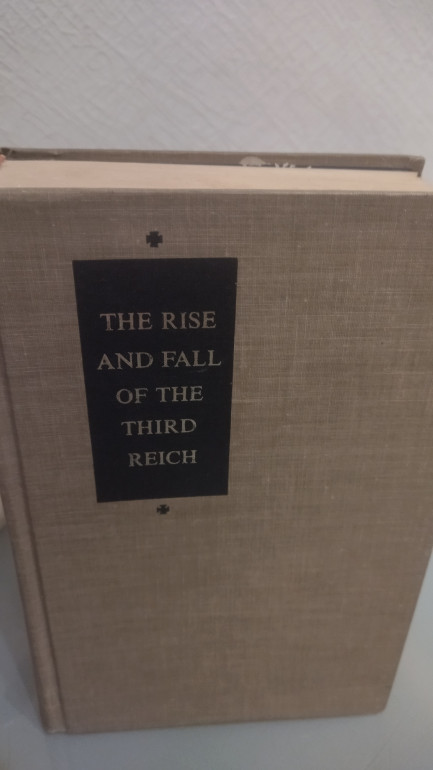 THE RISE
AND FALL
OF THE
THIRD
REICH